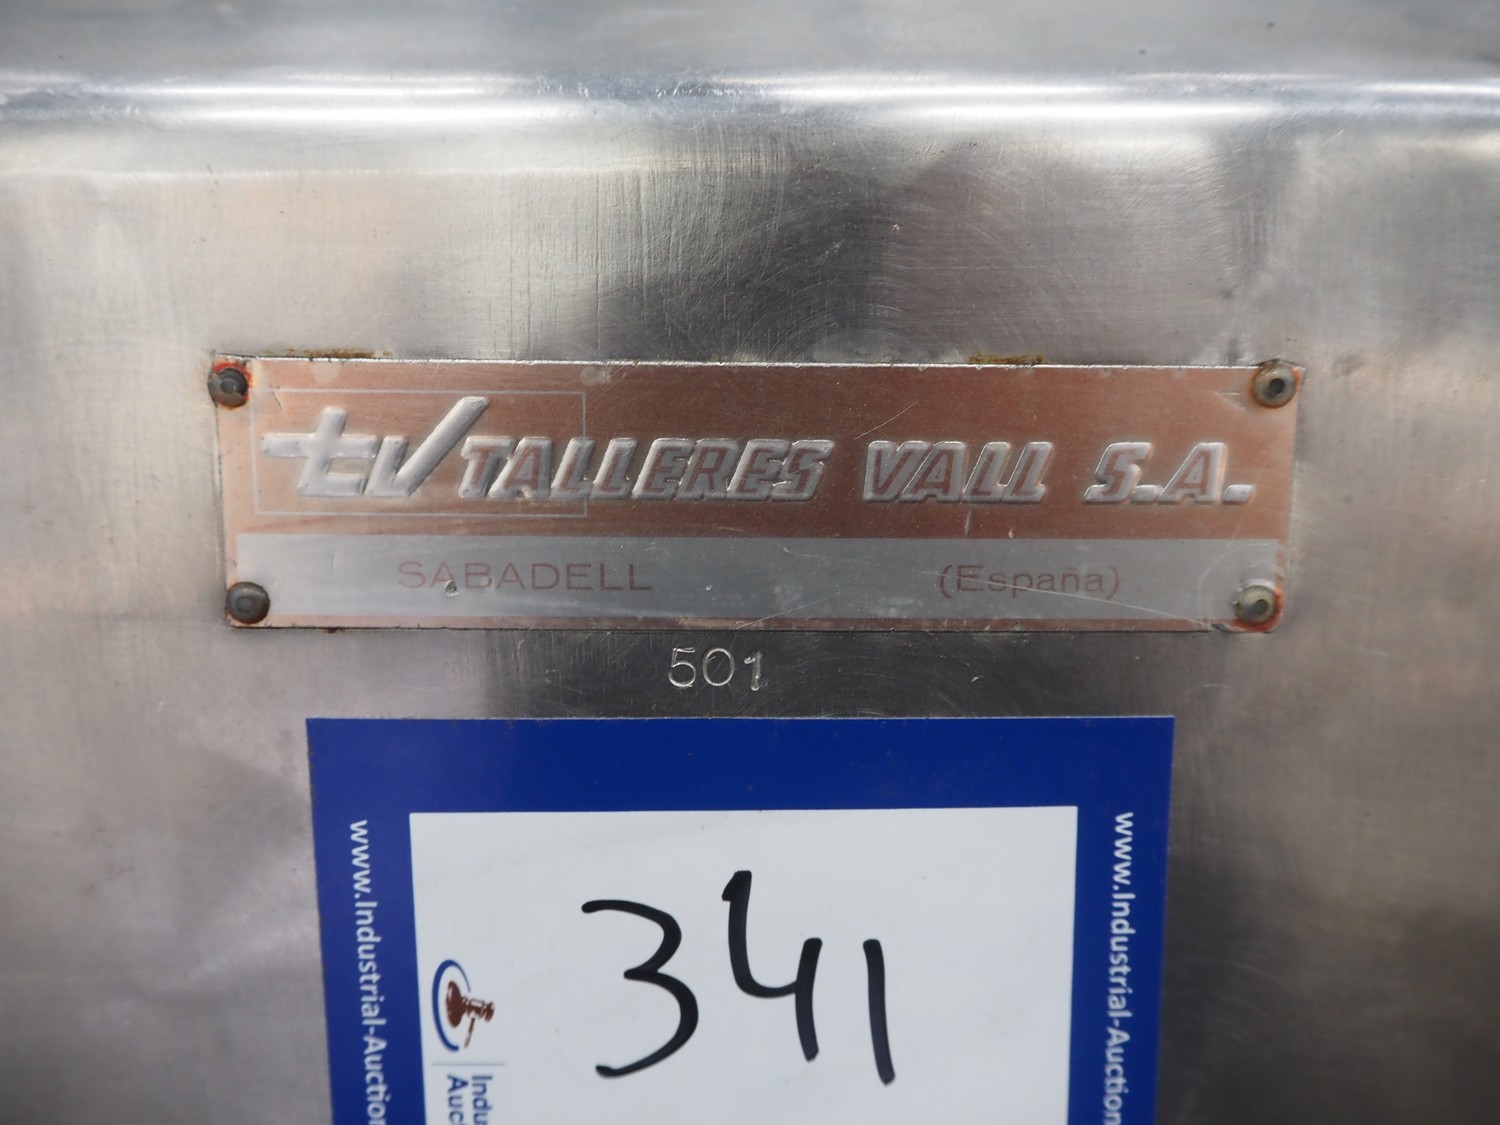 tv TALLERES VALL S.A.
SABADELL (España)
501
341
www.Industrial-Auction
www.Industrial-Auction